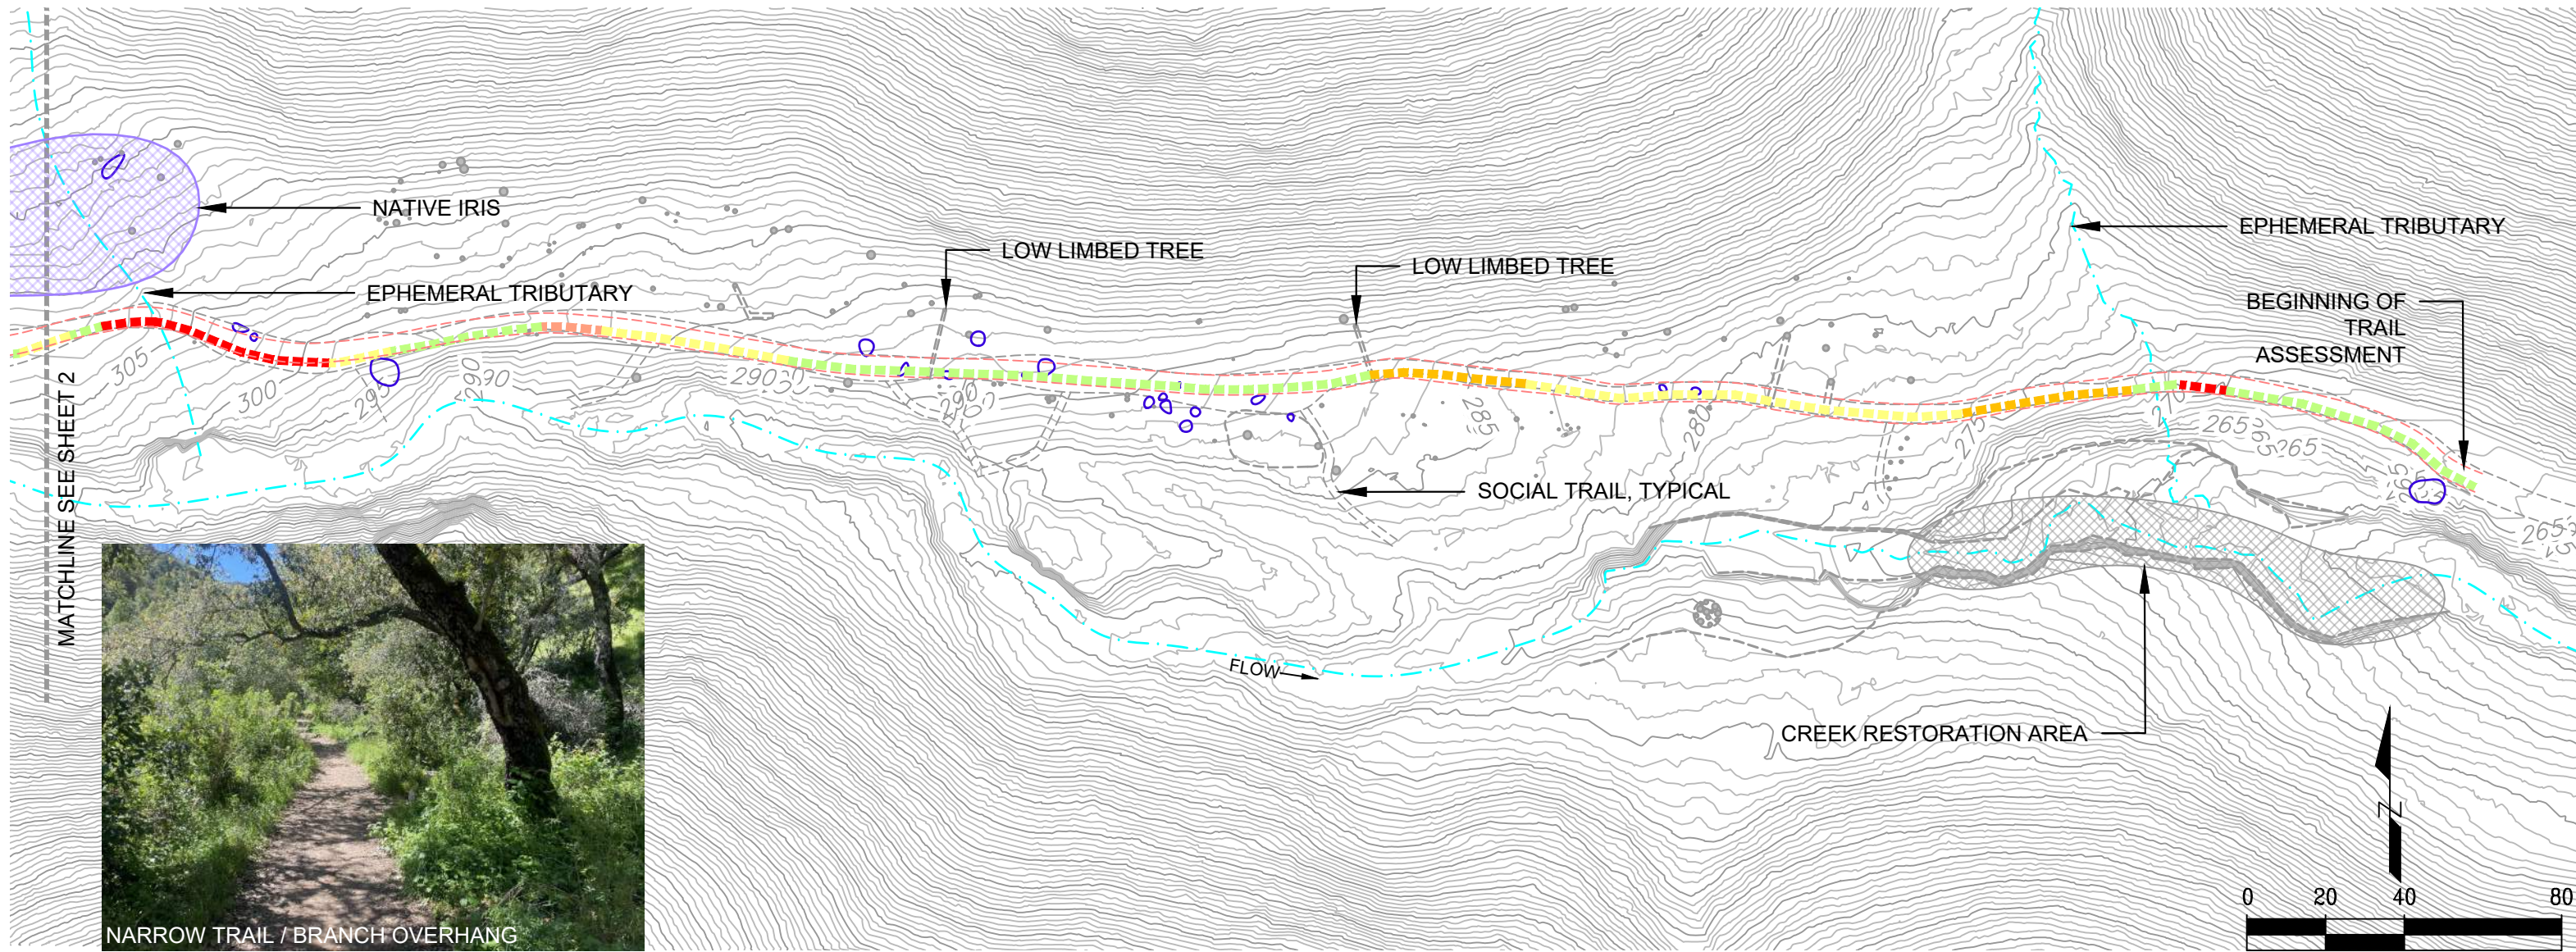 NATIVE IRIS
EPHEMERAL TRIBUTARY
LOW LIMBED TREE
LOW LIMBED TREE
EPHEMERAL TRIBUTARY
BEGINNING OF
TRAIL
ASSESSMENT
MATCHLINE SEE SHEET 2
305
300
290
290
285
280
275
265
265
SOCIAL TRAIL, TYPICAL
FLOW
CREEK RESTORATION AREA
NARROW TRAIL / BRANCH OVERHANG
N
0 20 40 80